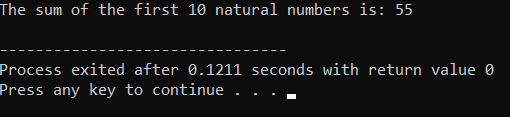 The sum of the first 10 natural numbers is: 55
--------------------------------
Process exited after 0.1211 seconds with return value 0
Press any key to continue . . .